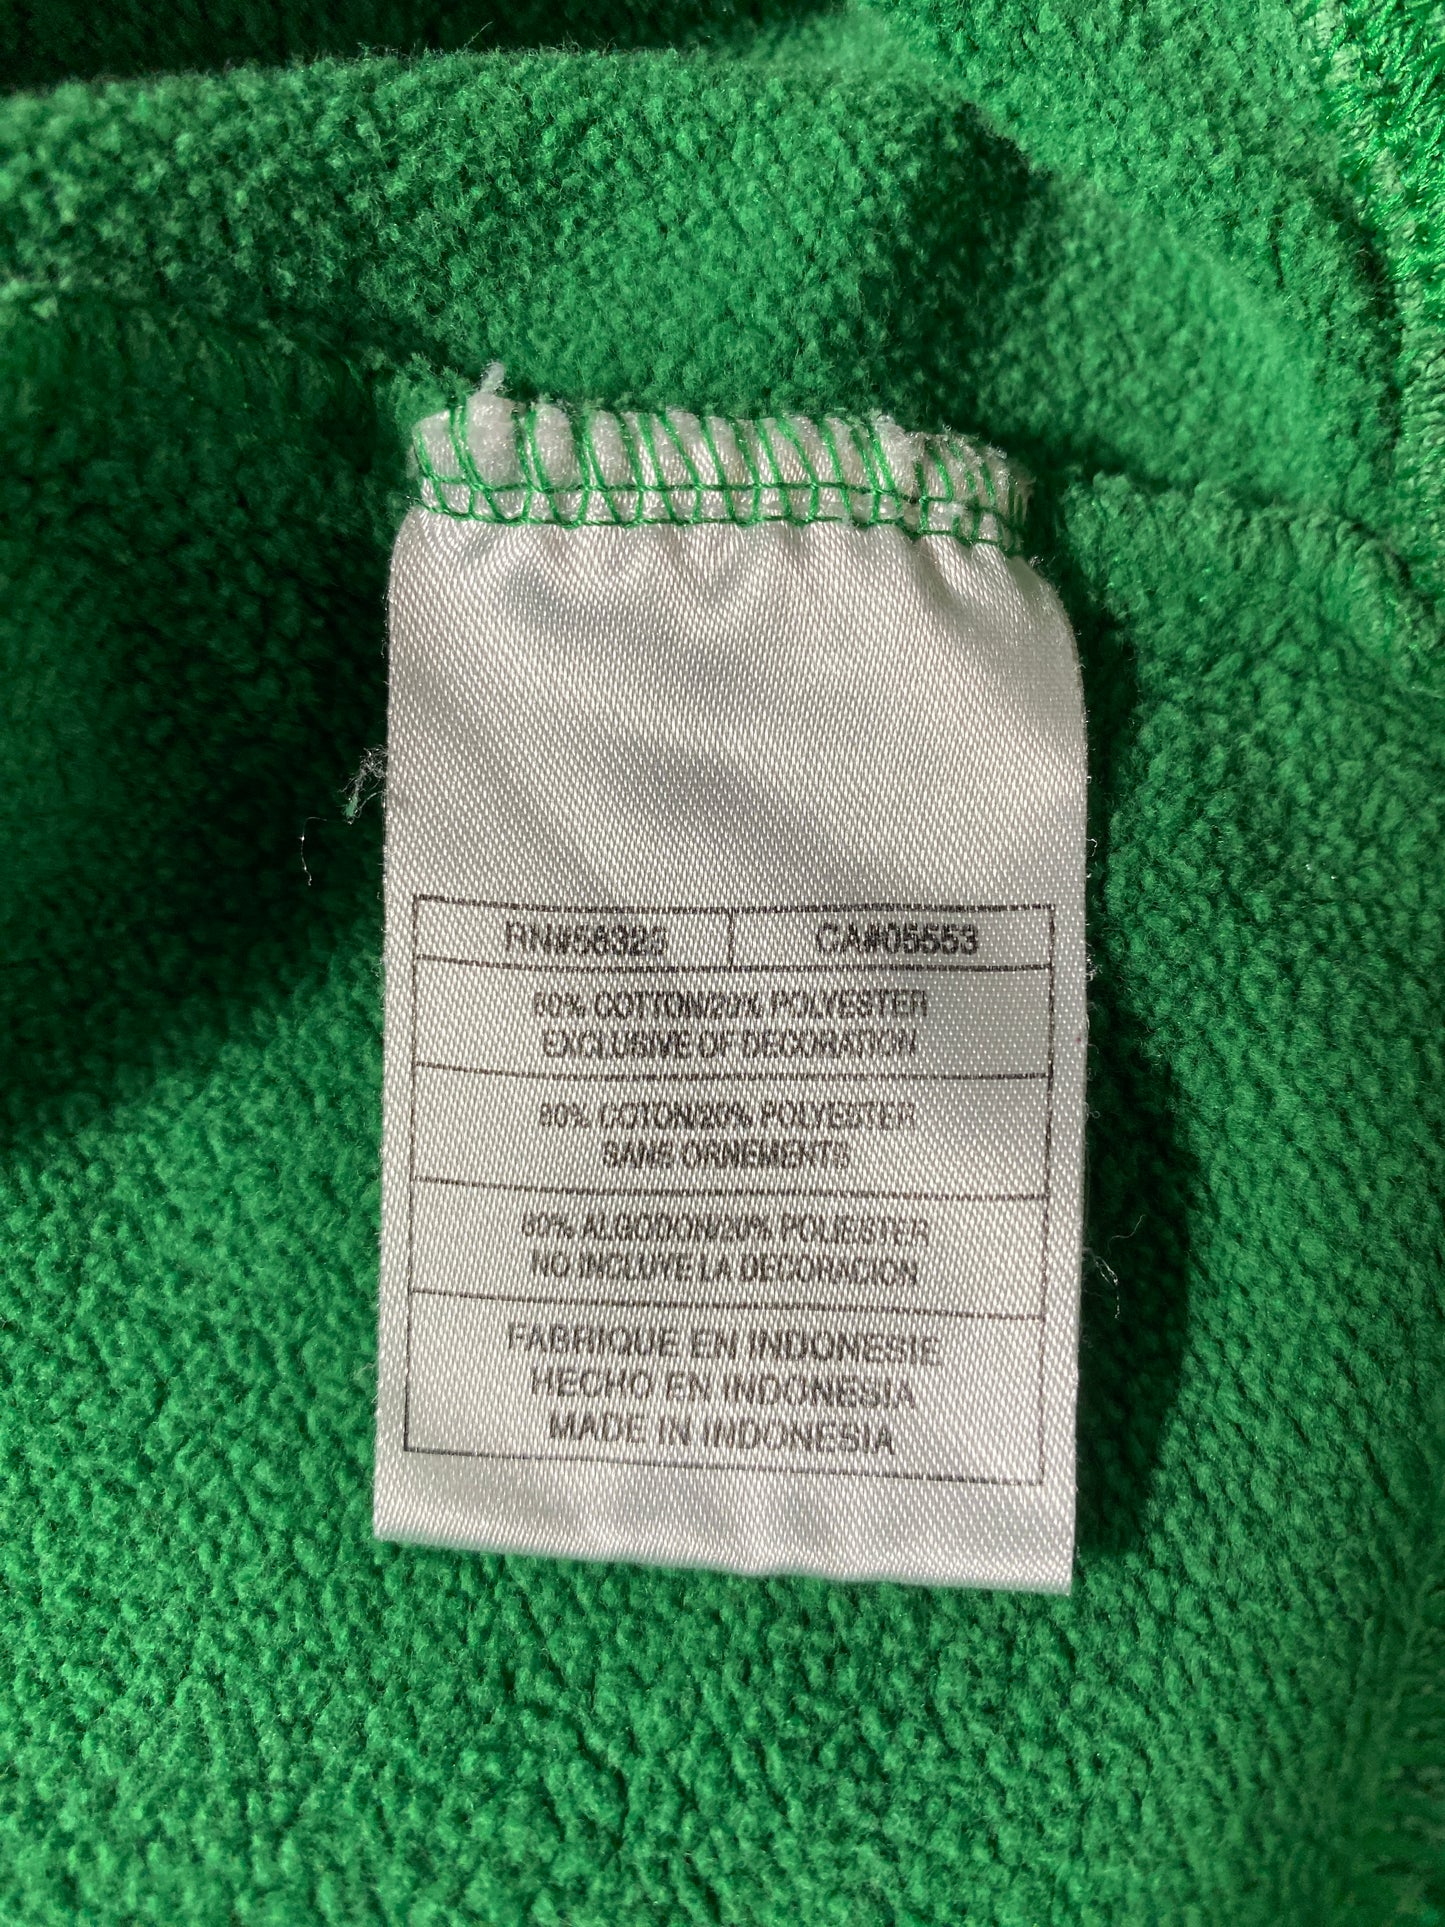 RN#56325 CA#05553
80% COTTON/20% POLYESTER
EXCLUSIVE OF DECORATION
80% COTON/20% POLYESTER
SANS ORNEMENTS
80% ALGODON/20% POLIESTER
NO INCLUYE LA DECORACION
FABRIQUE EN INDONESIE
HECHO EN INDONESIA
MADE IN INDONESIA